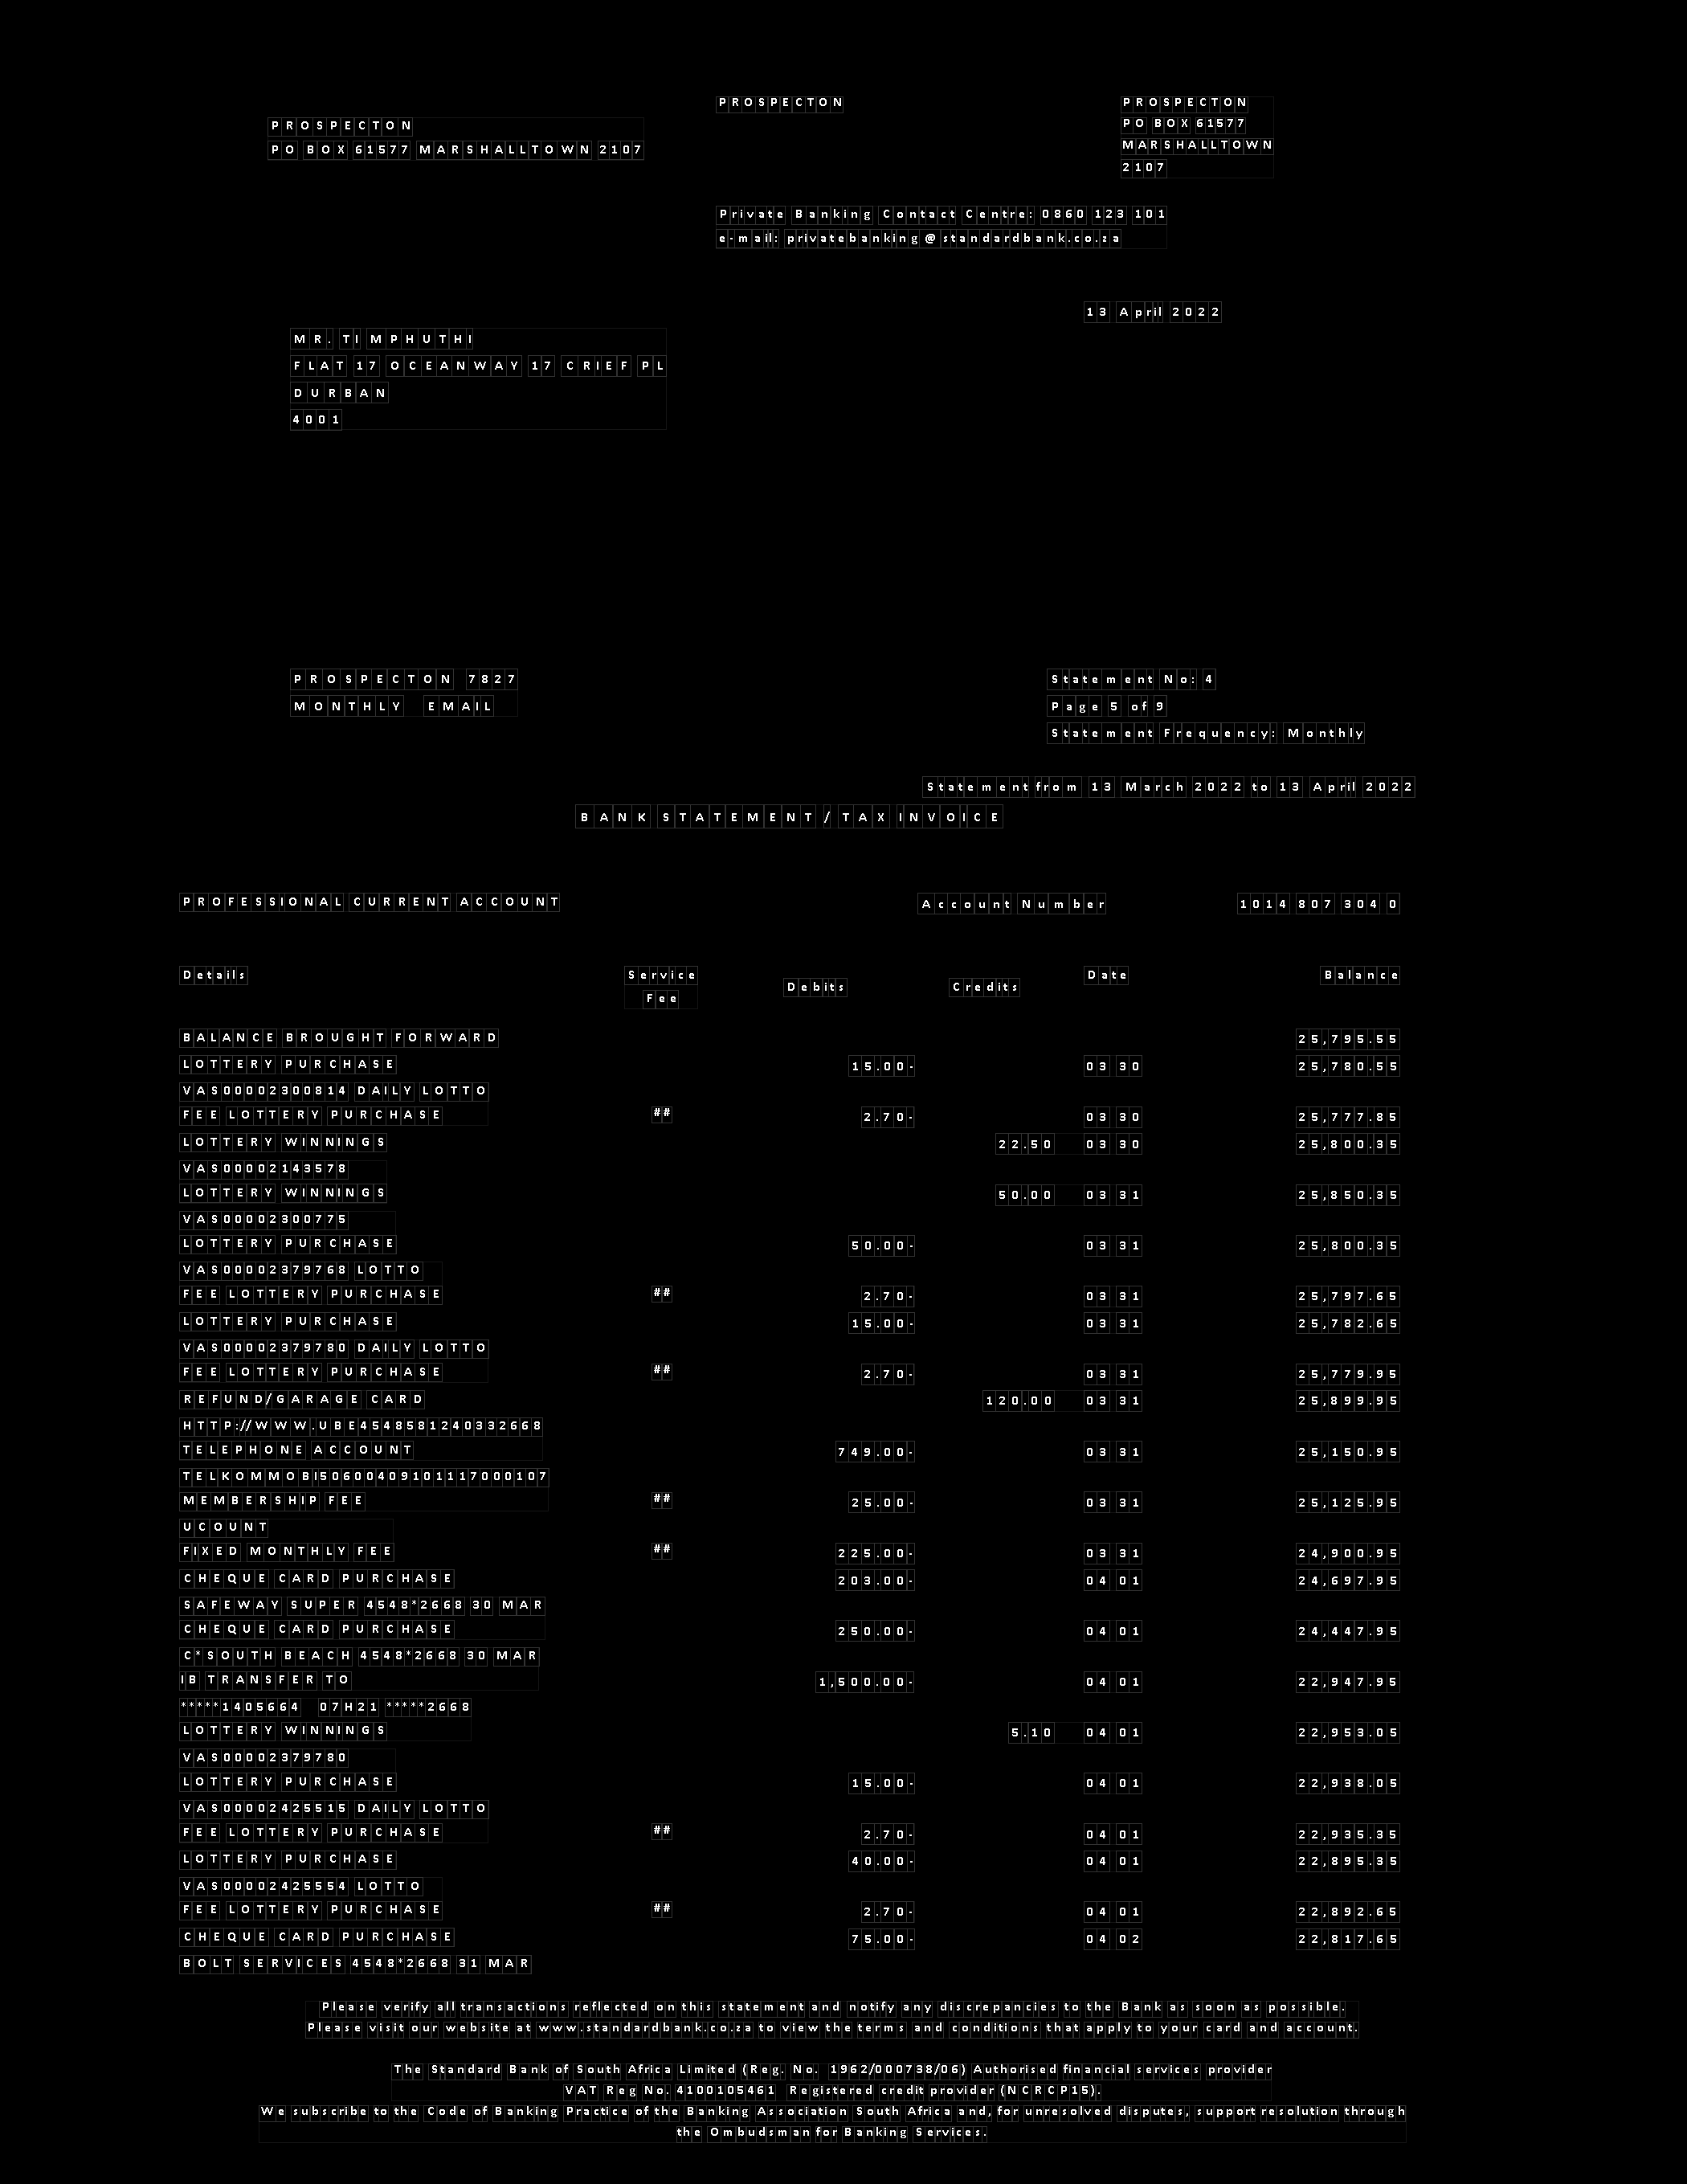 PROSPECTON
PO BOX 61577 MARSHALLTOWN 2107
PROSPECTON
PROSPECTON
PO BOX 61577
MARSHALLTOWN
2107
Private Banking Contact Centre: 0860 123 101
e-mail: privatebanking@standardbank.co.za
13 April 2022
MR. TI MPHUTHI
FLAT 17 OCEANWAY 17 CRIEF PL
DURBAN
4001
PROSPECTON 7827
MONTHLY EMAIL
Statement No: 4
Page 5 of 9
Statement Frequency: Monthly
Statement from 13 March 2022 to 13 April 2022
BANK STATEMENT / TAX INVOICE
PROFESSIONAL CURRENT ACCOUNT Account Number 1014 807 304 0
Details Service Fee Debits Credits Date Balance
BALANCE BROUGHT FORWARD 25,795.55
LOTTERY PURCHASE 15.00- 03 30 25,780.55
VAS00002300814 DAILY LOTTO
FEE LOTTERY PURCHASE ## 2.70- 03 30 25,777.85
LOTTERY WINNINGS 22.50 03 30 25,800.35
VAS00002143578
LOTTERY WINNINGS 50.00 03 31 25,850.35
VAS00002300775
LOTTERY PURCHASE 50.00- 03 31 25,800.35
VAS00002379768 LOTTO
FEE LOTTERY PURCHASE ## 2.70- 03 31 25,797.65
LOTTERY PURCHASE 15.00- 03 31 25,782.65
VAS00002379780 DAILY LOTTO
FEE LOTTERY PURCHASE ## 2.70- 03 31 25,779.95
REFUND/GARAGE CARD 120.00 03 31 25,899.95
HTTP://WWW.UBE4548581240332668
TELEPHONE ACCOUNT 749.00- 03 31 25,150.95
TELKOMMOBI50600409101117000107
MEMBERSHIP FEE ## 25.00- 03 31 25,125.95
UCOUNT
FIXED MONTHLY FEE ## 225.00- 03 31 24,900.95
CHEQUE CARD PURCHASE 203.00- 04 01 24,697.95
SAFEWAY SUPER 4548*2668 30 MAR
CHEQUE CARD PURCHASE 250.00- 04 01 24,447.95
C*SOUTH BEACH 4548*2668 30 MAR
IB TRANSFER TO 1,500.00- 04 01 22,947.95
*****1405664 07H21 *****2668
LOTTERY WINNINGS 5.10 04 01 22,953.05
VAS00002379780
LOTTERY PURCHASE 15.00- 04 01 22,938.05
VAS00002425515 DAILY LOTTO
FEE LOTTERY PURCHASE ## 2.70- 04 01 22,935.35
LOTTERY PURCHASE 40.00- 04 01 22,895.35
VAS00002425554 LOTTO
FEE LOTTERY PURCHASE ## 2.70- 04 01 22,892.65
CHEQUE CARD PURCHASE 75.00- 04 02 22,817.65
BOLT SERVICES 4548*2668 31 MAR
Please verify all transactions reflected on this statement and notify any discrepancies to the Bank as soon as possible.
Please visit our website at www.standardbank.co.za to view the terms and conditions that apply to your card and account.
The Standard Bank of South Africa Limited (Reg. No. 1962/000738/06) Authorised financial services provider
VAT Reg No. 4100105461 Registered credit provider (NCRCP15).
We subscribe to the Code of Banking Practice of the Banking Association South Africa and, for unresolved disputes, support resolution through
the Ombudsman for Banking Services.